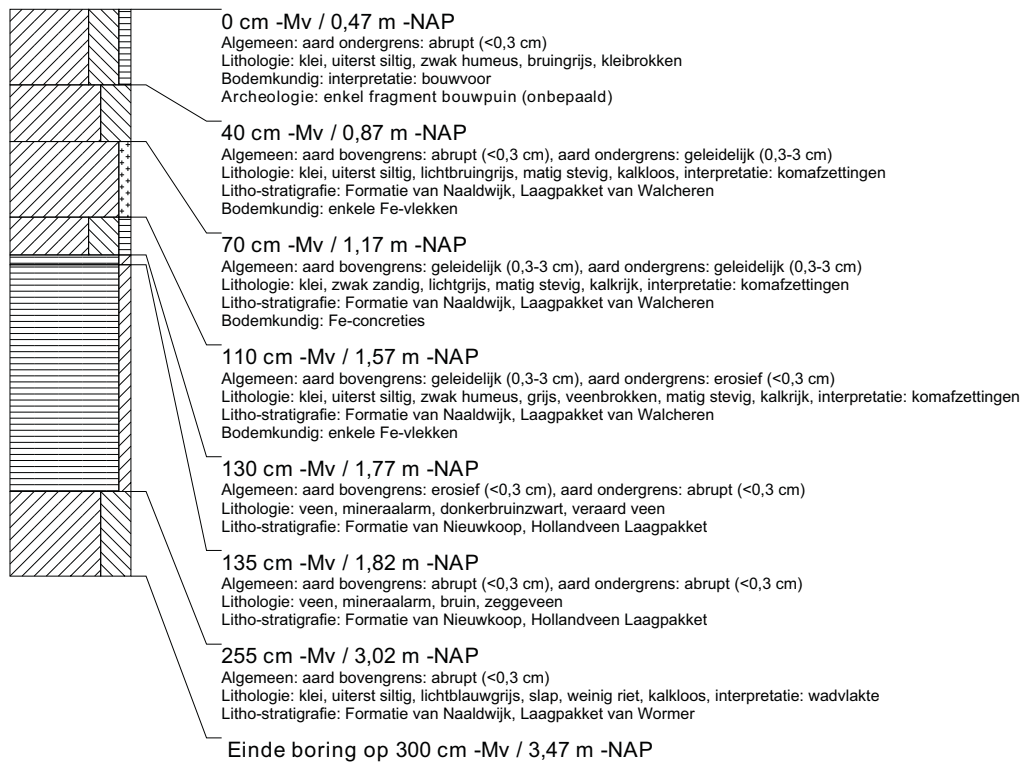 0 cm -Mv / 0,47 m -NAP
Algemeen: aard ondergrens: abrupt (<0,3 cm)
Lithologie: klei, uiterst siltig, zwak humeus, bruingrijs, kleibrokken
Bodemkundig: interpretatie: bouwvoor
Archeologie: enkel fragment bouwpuin (onbepaald)
40 cm -Mv / 0,87 m -NAP
Algemeen: aard bovengrens: abrupt (<0,3 cm), aard ondergrens: geleidelijk (0,3-3 cm)
Lithologie: klei, uiterst siltig, lichtbruingrijs, matig stevig, kalkloos, interpretatie: komafzettingen
Litho-stratigrafie: Formatie van Naaldwijk, Laagpakket van Walcheren
Bodemkundig: enkele Fe-vlekken
70 cm -Mv / 1,17 m -NAP
Algemeen: aard bovengrens: geleidelijk (0,3-3 cm), aard ondergrens: geleidelijk (0,3-3 cm)
Lithologie: klei, zwak zandig, lichtgrijs, matig stevig, kalkrijk, interpretatie: komafzettingen
Litho-stratigrafie: Formatie van Naaldwijk, Laagpakket van Walcheren
Bodemkundig: Fe-concreties
110 cm -Mv / 1,57 m -NAP
Algemeen: aard bovengrens: geleidelijk (0,3-3 cm), aard ondergrens: erosief (<0,3 cm)
Lithologie: klei, uiterst siltig, zwak humeus, grijs, veenbrokken, matig stevig, kalkrijk, interpretatie: komafzettingen
Litho-stratigrafie: Formatie van Naaldwijk, Laagpakket van Walcheren
Bodemkundig: enkele Fe-vlekken
130 cm -Mv / 1,77 m -NAP
Algemeen: aard bovengrens: erosief (<0,3 cm), aard ondergrens: abrupt (<0,3 cm)
Lithologie: veen, mineraalarm, donkerbruinzwart, veraard veen
Litho-stratigrafie: Formatie van Nieuwkoop, Hollandveen Laagpakket
135 cm -Mv / 1,82 m -NAP
Algemeen: aard bovengrens: abrupt (<0,3 cm), aard ondergrens: abrupt (<0,3 cm)
Lithologie: veen, mineraalarm, bruin, zeggeveen
Litho-stratigrafie: Formatie van Nieuwkoop, Hollandveen Laagpakket
255 cm -Mv / 3,02 m -NAP
Algemeen: aard bovengrens: abrupt (<0,3 cm)
Lithologie: klei, uiterst siltig, lichtblauwgrijs, slap, weinig riet, kalkloos, interpretatie: wadvlakte
Litho-stratigrafie: Formatie van Naaldwijk, Laagpakket van Wormer
Einde boring op 300 cm -Mv / 3,47 m -NAP